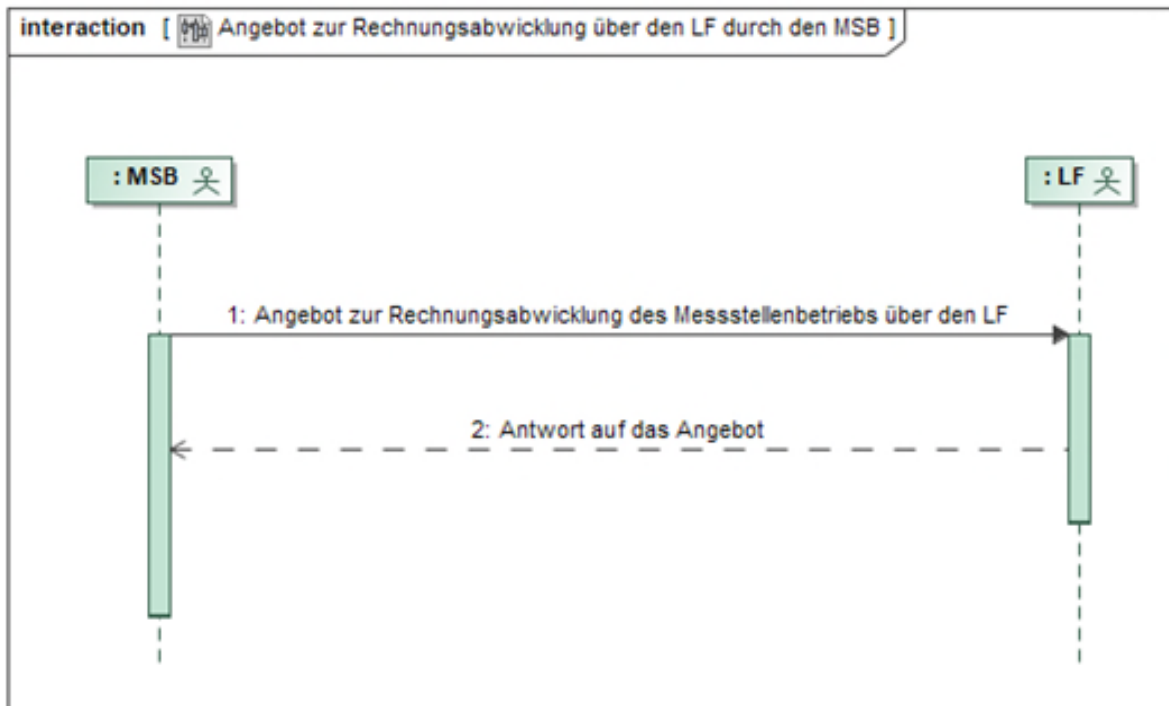 interaction [ Angebot zur Rechnungsabwicklung über den LF durch den MSB ]
: MSB
: LF
1: Angebot zur Rechnungsabwicklung des Messstellenbetriebs über den LF
2: Antwort auf das Angebot